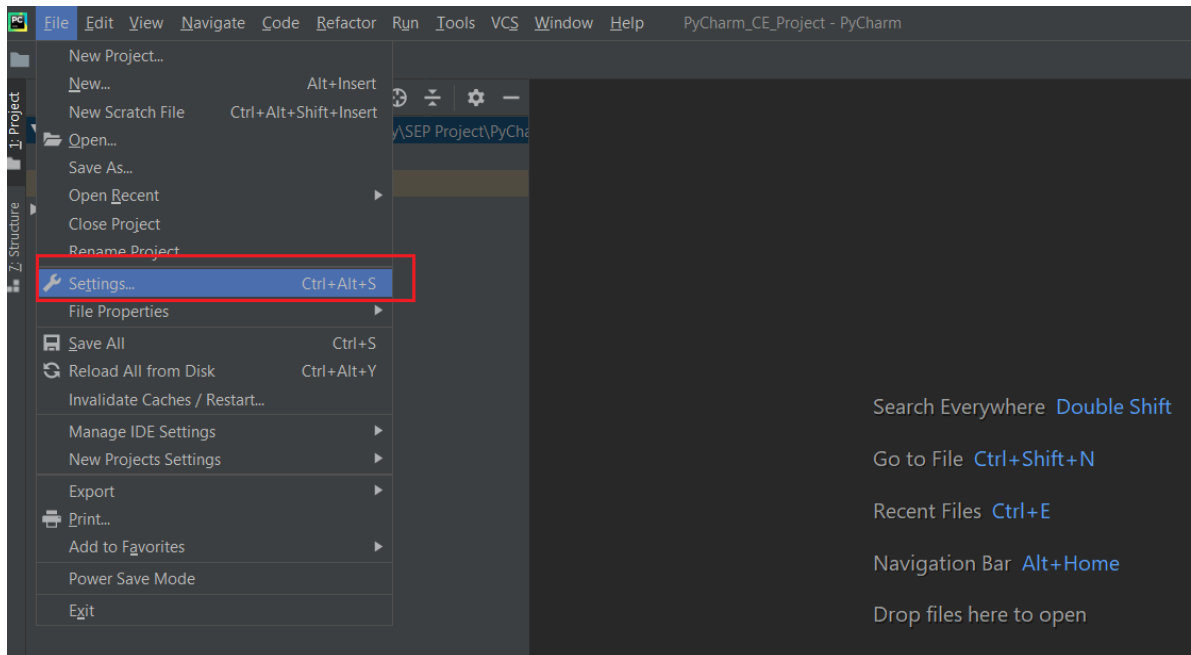 PC File Edit View Navigate Code Refactor Run Tools VCS Window Help PyCharm_CE_Project - PyCharm
1: Project
7: Structure
New Project...
New... Alt+Insert
New Scratch File Ctrl+Alt+Shift+Insert
Open...
y\SEP Project\PyCha
Save As...
Open Recent
Close Project
Rename Project
Settings... Ctrl+Alt+S
File Properties
Save All Ctrl+S
Reload All from Disk Ctrl+Alt+Y
Invalidate Caches / Restart...
Manage IDE Settings
New Projects Settings
Export
Print...
Add to Favorites
Power Save Mode
Exit
Search Everywhere Double Shift
Go to File Ctrl+Shift+N
Recent Files Ctrl+E
Navigation Bar Alt+Home
Drop files here to open